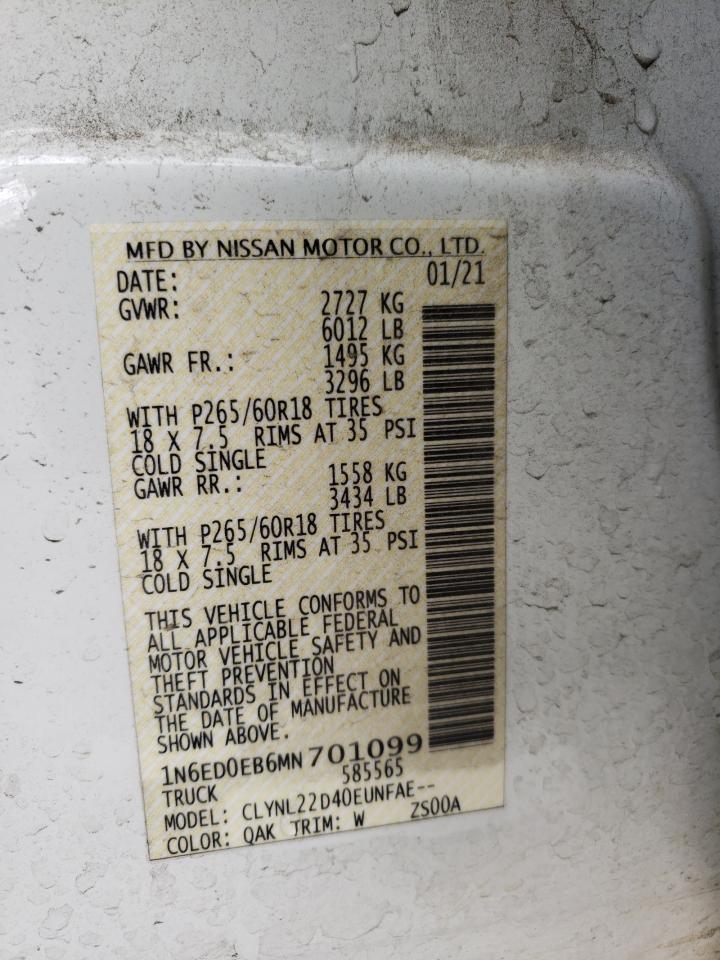 MFD BY NISSAN MOTOR CO., LTD.
DATE: 01/21
GVWR: 2727 KG
6012 LB
GAWR FR.: 1495 KG
3296 LB
WITH P265/60R18 TIRES
18 X 7.5 RIMS AT 35 PSI
COLD SINGLE
GAWR RR.: 1558 KG
3434 LB
WITH P265/60R18 TIRES
18 X 7.5 RIMS AT 35 PSI
COLD SINGLE
THIS VEHICLE CONFORMS TO
ALL APPLICABLE FEDERAL
MOTOR VEHICLE SAFETY AND
THEFT PREVENTION
STANDARDS IN EFFECT ON
THE DATE OF MANUFACTURE
SHOWN ABOVE.
1N6ED0EB6MN701099
TRUCK 585565
MODEL: CLYNL22D40EUNFAE--
COLOR: QAK TRIM: W ZS00A